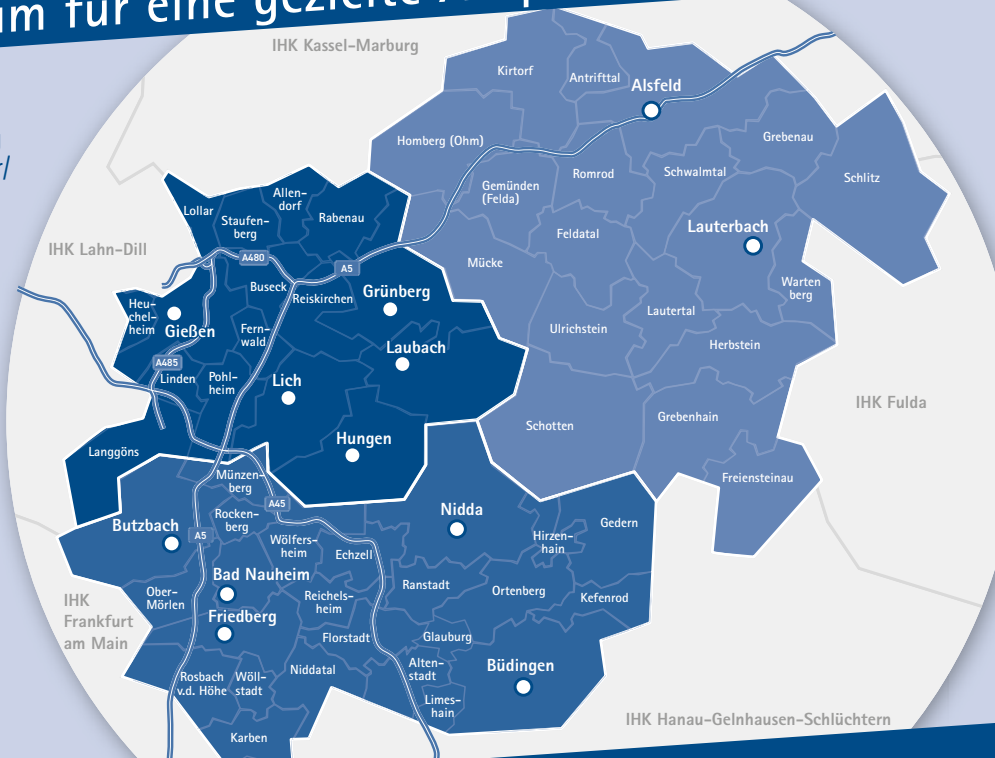 um für eine gezielte
IHK Kassel-Marburg
Kirtorf
Antrifttal
Alsfeld
Homberg (Ohm)
Grebenau
Gemünden
(Felda)
Romrod
Schwalmtal
Schlitz
Allen-
dorf
Lollar
Staufen-
berg
Rabenau
Feldatal
Lauterbach
IHK Lahn-Dill
A480
A5
Mücke
Buseck
Reiskirchen
Grünberg
Warten
berg
Heu-
chel-
heim
Gießen
Fern-
wald
Lautertal
Ulrichstein
Herbstein
Laubach
A485
Linden
Pohl-
heim
Lich
IHK Fulda
Schotten
Grebenhain
Hungen
Langgöns
Freiensteinau
Münzen-
berg
A45
Nidda
Butzbach
Rocken-
berg
A5
Gedern
Hirzen-
hain
Wölfers-
heim
Echzell
Bad Nauheim
Ranstadt
Ortenberg
Kefenrod
Ober-
Mörlen
Reichels-
heim
IHK
Frankfurt
am Main
Friedberg
Florstadt
Glauburg
Rosbach
v.d. Höhe
Wöll-
stadt
Niddatal
Alten-
stadt
Büdingen
Limes-
hain
IHK Hanau-Gelnhausen-Schlüchtern
Karben